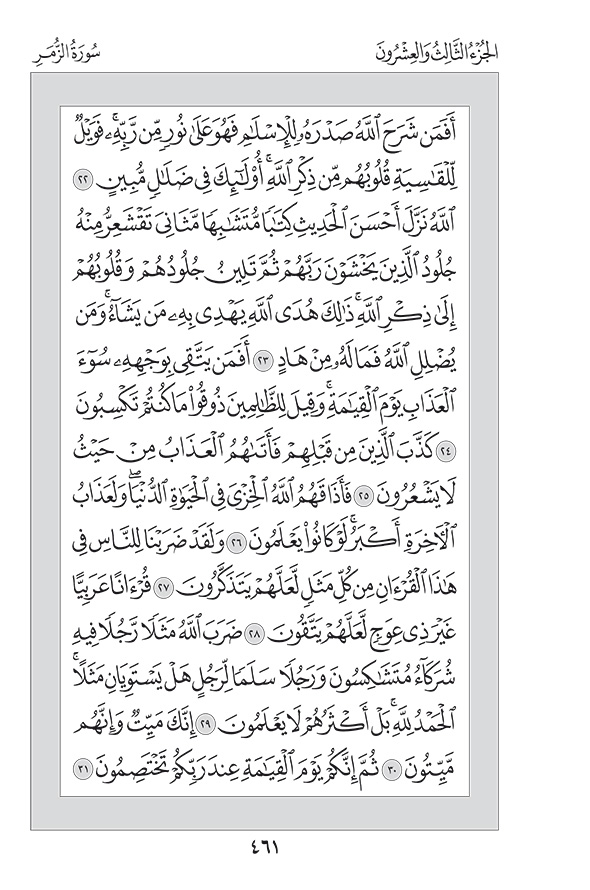 الجُزْءُ الثَّالِثُ وَالعِشْرُونَ
سُورَةُ الزُّمَرِ
أَفَمَن شَرَحَ ٱللَّهُ صَدْرَهُۥ لِلْإِسْلَٰمِ فَهُوَ عَلَىٰ نُورٍۢ مِّن رَّبِّهِۦۚ فَوَيْلٌۭ
لِّلْقَٰسِيَةِ قُلُوبُهُم مِّن ذِكْرِ ٱللَّهِۚ أُو۟لَٰٓئِكَ فِى ضَلَٰلٍۢ مُّبِينٍ ٢٢
ٱللَّهُ نَزَّلَ أَحْسَنَ ٱلْحَدِيثِ كِتَٰبًۭا مُّتَشَٰبِهًۭا مَّثَانِىَ تَقْشَعِرُّ مِنْهُ
جُلُودُ ٱلَّذِينَ يَخْشَوْنَ رَبَّهُمْ ثُمَّ تَلِينُ جُلُودُهُمْ وَقُلُوبُهُمْ
إِلَىٰ ذِكْرِ ٱللَّهِۚ ذَٰلِكَ هُدَى ٱللَّهِ يَهْدِى بِهِۦ مَن يَشَآءُۚ وَمَن
يُضْلِلِ ٱللَّهُ فَمَا لَهُۥ مِنْ هَادٍ ٢٣ أَفَمَن يَتَّقِى بِوَجْهِهِۦ سُوٓءَ
ٱلْعَذَابِ يَوْمَ ٱلْقِيَٰمَةِۚ وَقِيلَ لِلظَّٰلِمِينَ ذُوقُوا۟ مَا كُنتُمْ تَكْسِبُونَ
٢٤ كَذَّبَ ٱلَّذِينَ مِن قَبْلِهِمْ فَأَتَىٰهُمُ ٱلْعَذَابُ مِنْ حَيْثُ
لَا يَشْعُرُونَ ٢٥ فَأَذَاقَهُمُ ٱللَّهُ ٱلْخِزْىَ فِى ٱلْحَيَوٰةِ ٱلدُّنْيَاۖ وَلَعَذَابُ
ٱلْءَاخِرَةِ أَكْبَرُۚ لَوْ كَانُوا۟ يَعْلَمُونَ ٢٦ وَلَقَدْ ضَرَبْنَا لِلنَّاسِ فِى
هَٰذَا ٱلْقُرْءَانِ مِن كُلِّ مَثَلٍۢ لَّعَلَّهُمْ يَتَذَكَّرُونَ ٢٧ قُرْءَانًا عَرَبِيًّا
غَيْرَ ذِى عِوَجٍۢ لَّعَلَّهُمْ يَتَّقُونَ ٢٨ ضَرَبَ ٱللَّهُ مَثَلًۭا رَّجُلًۭا فِيهِ
شُرَكَآءُ مُتَشَٰكِسُونَ وَرَجُلًۭا سَلَمًۭا لِّرَجُلٍ هَلْ يَسْتَوِيَانِ مَثَلًاۚ
ٱلْحَمْدُ لِلَّهِۚ بَلْ أَكْثَرُهُمْ لَا يَعْلَمُونَ ٢٩ إِنَّكَ مَيِّتٌۭ وَإِنَّهُم
مَّيِّتُونَ ٣٠ ثُمَّ إِنَّكُمْ يَوْمَ ٱلْقِيَٰمَةِ عِندَ رَبِّكُمْ تَخْتَصِمُونَ ٣١
٤٦١